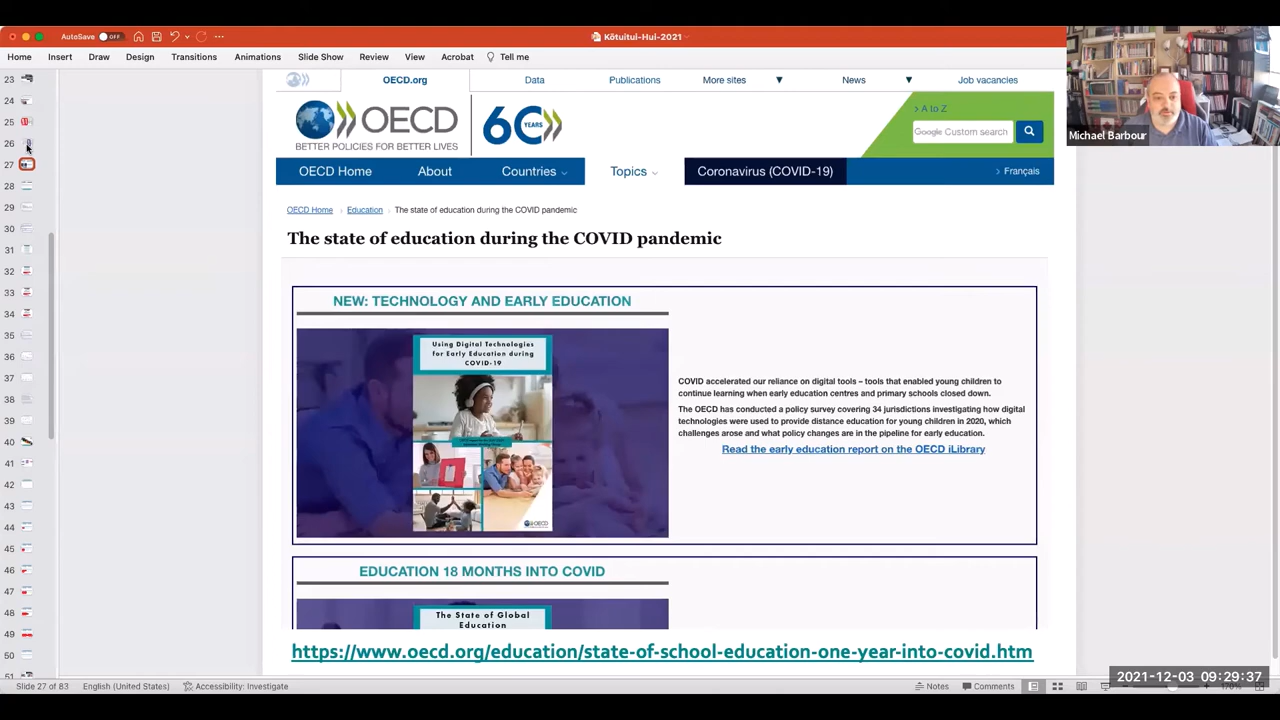 AutoSave OFF
Kōtuitui-Hui-2021
Home Insert Draw Design Transitions Animations Slide Show Review View Acrobat Tell me
Michael Barbour
23
24
25
26
27
28
29
30
31
32
33
34
35
36
37
38
39
40
41
42
43
44
45
46
47
48
49
50
51
OECD.org Data Publications More sites News Job vacancies
OECD
BETTER POLICIES FOR BETTER LIVES
60 YEARS
> A to Z
Google Custom search
OECD Home About Countries Topics Coronavirus (COVID-19) > Français
OECD Home › Education › The state of education during the COVID pandemic
The state of education during the COVID pandemic
NEW: TECHNOLOGY AND EARLY EDUCATION
Using Digital Technologies
for Early Education during
COVID-19
OECD
COVID accelerated our reliance on digital tools – tools that enabled young children to
continue learning when early education centres and primary schools closed down.
The OECD has conducted a policy survey covering 34 jurisdictions investigating how digital
technologies were used to provide distance education for young children in 2020, which
challenges arose and what policy changes are in the pipeline for early education.
Read the early education report on the OECD iLibrary
EDUCATION 18 MONTHS INTO COVID
The State of Global
Education
https://www.oecd.org/education/state-of-school-education-one-year-into-covid.htm
Slide 27 of 83 English (United States) Accessibility: Investigate Notes Comments
2021-12-03 09:29:37